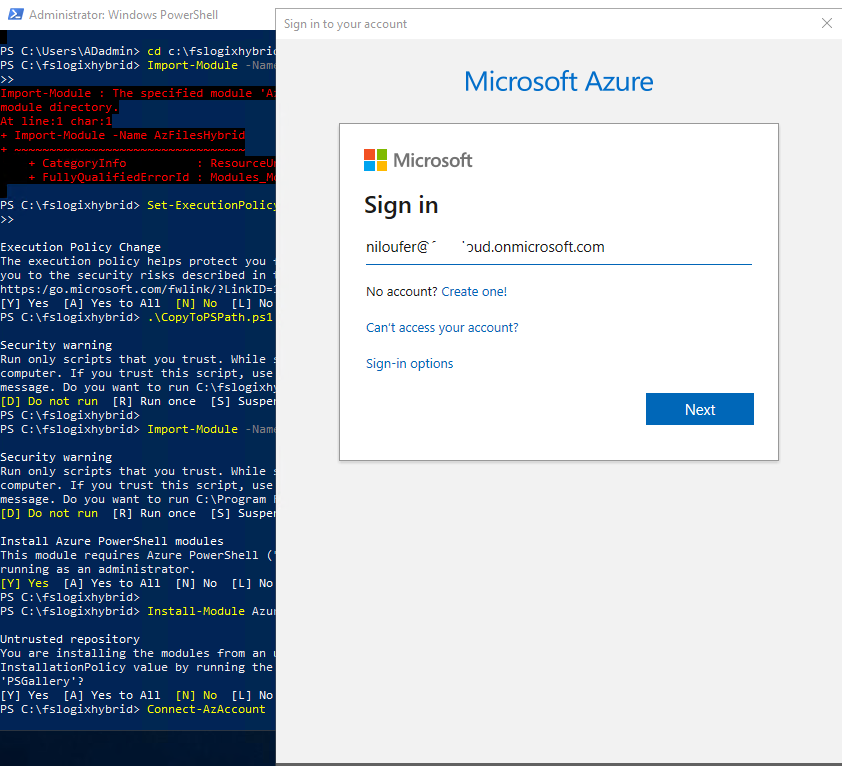 Administrator: Windows PowerShell
PS C:\Users\ADadmin> cd c:\fslogixhybrid
PS C:\fslogixhybrid> Import-Module -Name
>>
Import-Module : The specified module 'Az
module directory.
At line:1 char:1
+ Import-Module -Name AzFilesHybrid
+ ~~~~~~~~~~~~~~~~~~~~~~~~~~~~~~~~~
+ CategoryInfo : ResourceU
+ FullyQualifiedErrorId : Modules_M
PS C:\fslogixhybrid> Set-ExecutionPolicy
>>
Execution Policy Change
The execution policy helps protect you
you to the security risks described in
https:/go.microsoft.com/fwlink/?LinkID=
[Y] Yes [A] Yes to All [N] No [L] No
PS C:\fslogixhybrid> .\CopyToPSPath.ps1
Security warning
Run only scripts that you trust. While
computer. If you trust this script, use
message. Do you want to run C:\fslogixhy
[D] Do not run [R] Run once [S] Suspen
PS C:\fslogixhybrid>
PS C:\fslogixhybrid> Import-Module -Name
Security warning
Run only scripts that you trust. While
computer. If you trust this script, use
message. Do you want to run C:\Program
[D] Do not run [R] Run once [S] Suspen
Install Azure PowerShell modules
This module requires Azure PowerShell (
running as an administrator.
[Y] Yes [A] Yes to All [N] No [L] No
PS C:\fslogixhybrid>
PS C:\fslogixhybrid> Install-Module Azu
Untrusted repository
You are installing the modules from an
InstallationPolicy value by running the
'PSGallery'?
[Y] Yes [A] Yes to All [N] No [L] No
PS C:\fslogixhybrid> Connect-AzAccount
Sign in to your account
Microsoft Azure
Microsoft
Sign in
niloufer@ oud.onmicrosoft.com
No account? Create one!
Can't access your account?
Sign-in options
Next